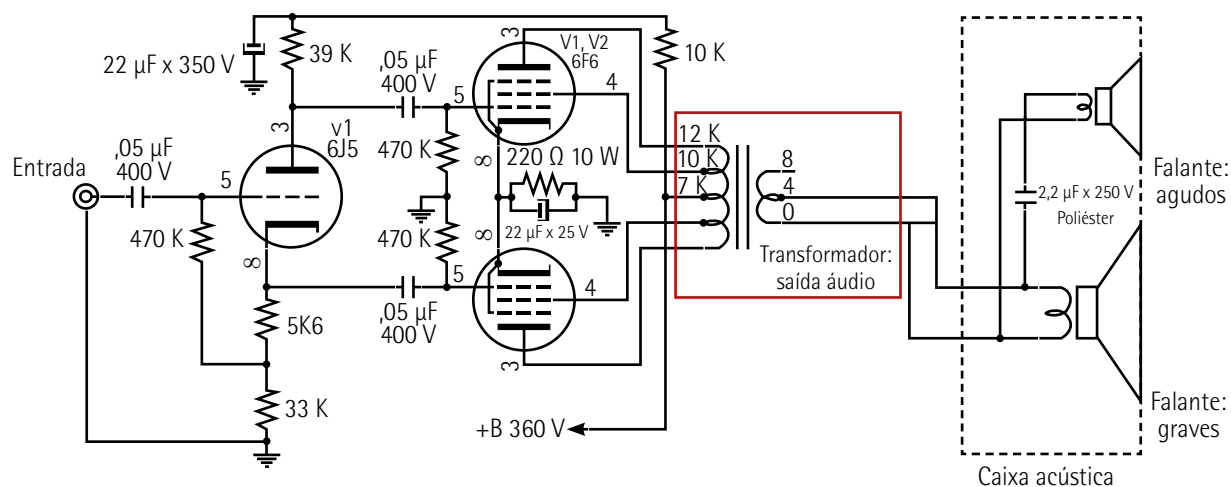 22 µF x 350 V
39 K
,05 µF
400 V
3
V1, V2
6F6
10 K
4
5
3
v1
6J5
Entrada
,05 µF
400 V
5
470 K
8
220 Ω 10 W
22 µF x 25 V
470 K
470 K
8
8
12 K
10 K
7 K
8
4
0
Transformador:
saída áudio
2,2 µF x 250 V
Poliéster
Falante:
agudos
5
4
,05 µF
400 V
5K6
3
33 K
+B 360 V
Falante:
graves
Caixa acústica